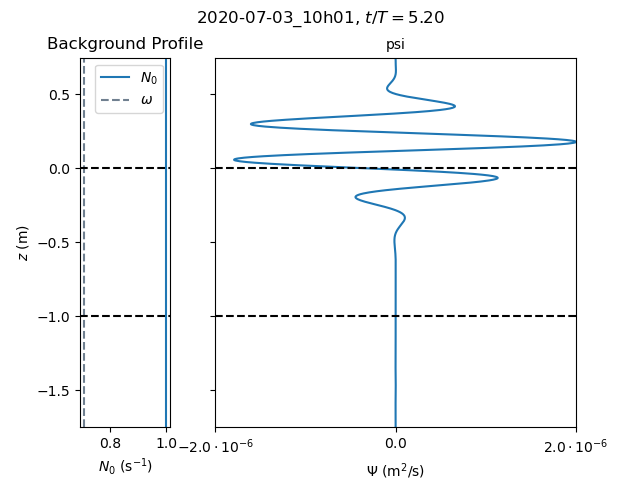 2020-07-03_10h01, t/T = 5.20
Background Profile
psi
N₀
ω
z (m)
0.5
0.0
−0.5
−1.0
−1.5
0.8
1.0
N₀ (s⁻¹)
−2.0 · 10⁻⁶
0.0
2.0 · 10⁻⁶
Ψ (m²/s)